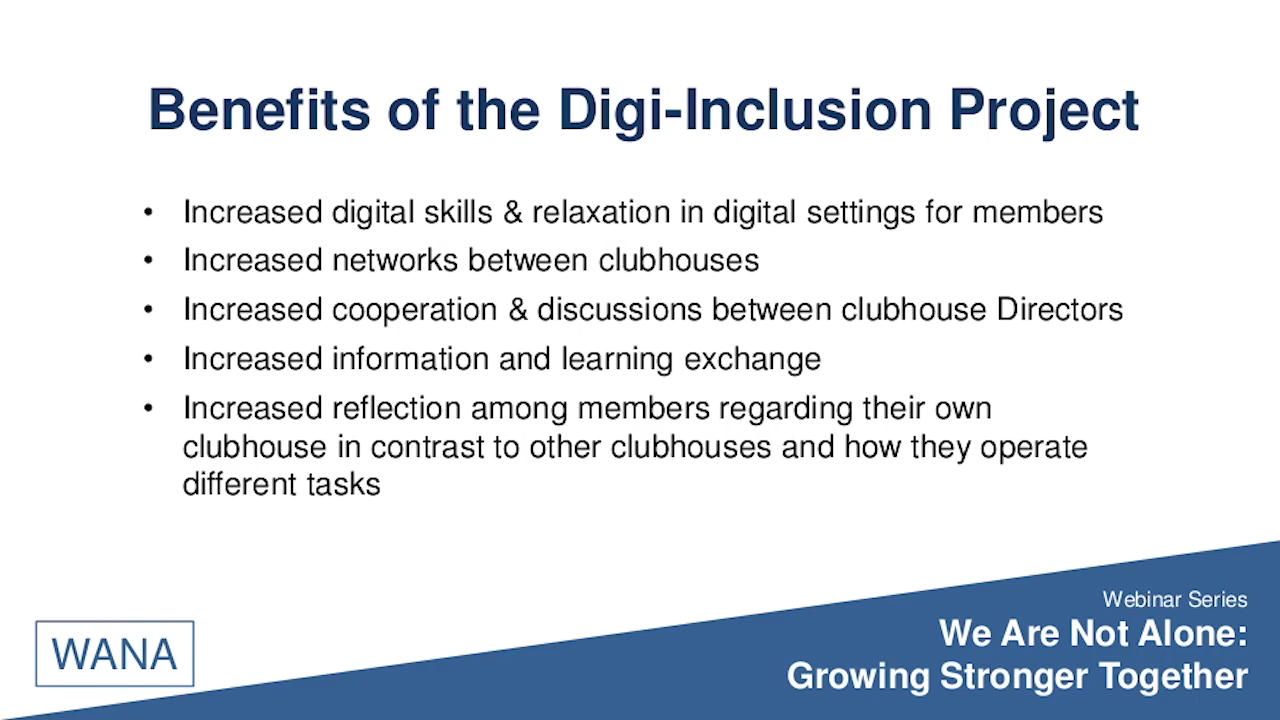 Benefits of the Digi-Inclusion Project
• Increased digital skills & relaxation in digital settings for members
• Increased networks between clubhouses
• Increased cooperation & discussions between clubhouse Directors
• Increased information and learning exchange
• Increased reflection among members regarding their own
clubhouse in contrast to other clubhouses and how they operate
different tasks
Webinar Series
We Are Not Alone:
Growing Stronger Together
WANA